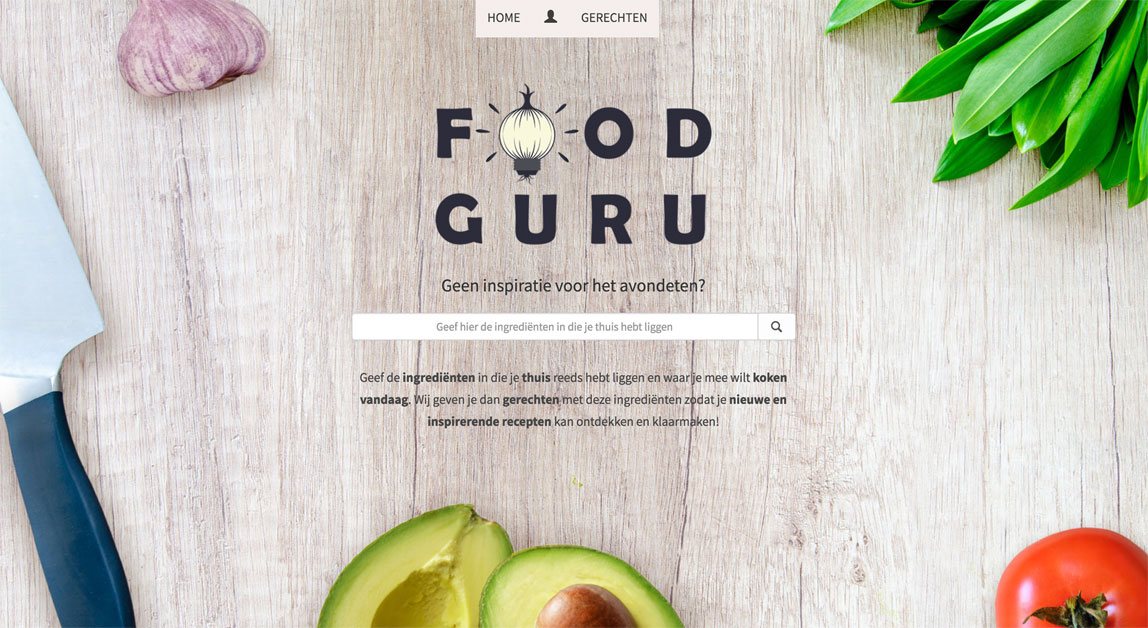 HOME GERECHTEN
FOOD
GURU
Geen inspiratie voor het avondeten?
Geef hier de ingrediënten in die je thuis hebt liggen
Geef de ingrediënten in die je thuis reeds hebt liggen en waar je mee wilt koken
vandaag. Wij geven je dan gerechten met deze ingrediënten zodat je nieuwe en
inspirerende recepten kan ontdekken en klaarmaken!